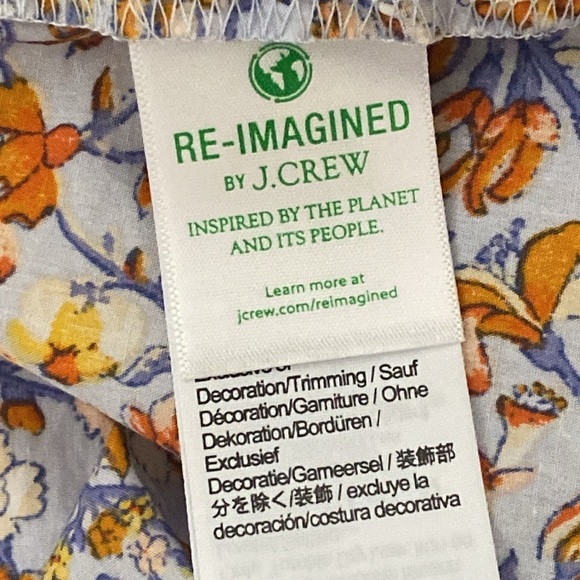 RE-IMAGINED
BY J.CREW
INSPIRED BY THE PLANET
AND ITS PEOPLE.
Learn more at
jcrew.com/reimagined
Exclusive of
Decoration/Trimming / Sauf
Décoration/Garniture / Ohne
Dekoration/Bordüren /
Exclusief
Decoratie/Garneersel / 装飾部
分を除く/装飾 / excluye la
decoración/costura decorativa